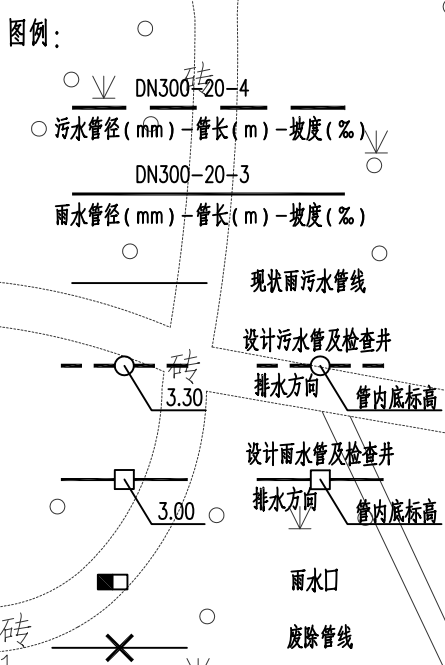 图例：
砖
DN300-20-4
污水管径(mm)-管长(m)-坡度(‰)
DN300-20-3
雨水管径(mm)-管长(m)-坡度(‰)
现状雨污水管线
设计污水管及检查井
砖
3.30
排水方向
管内底标高
设计雨水管及检查井
3.00
排水方向
管内底标高
雨水口
砖
废除管线